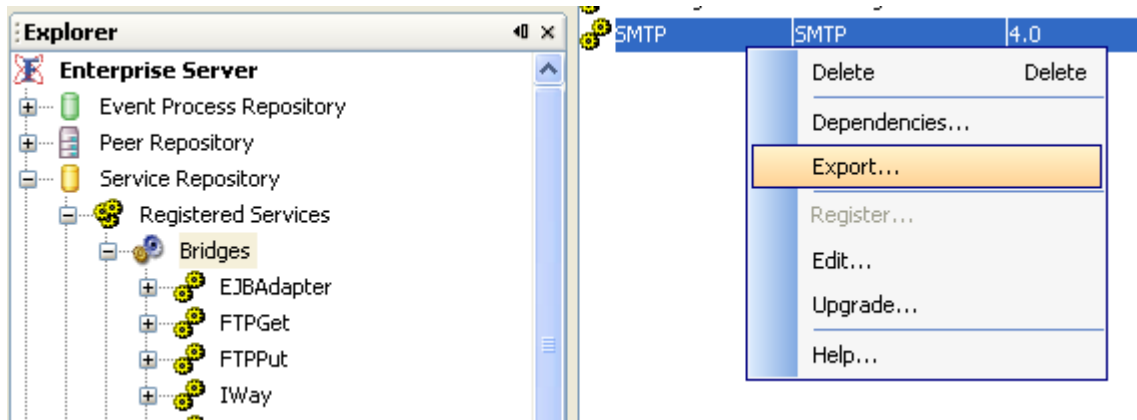 Explorer
Enterprise Server
Event Process Repository
Peer Repository
Service Repository
Registered Services
Bridges
EJBAdapter
FTPGet
FTPPut
IWay
SMTP SMTP 4.0
Delete Delete
Dependencies...
Export...
Register...
Edit...
Upgrade...
Help...